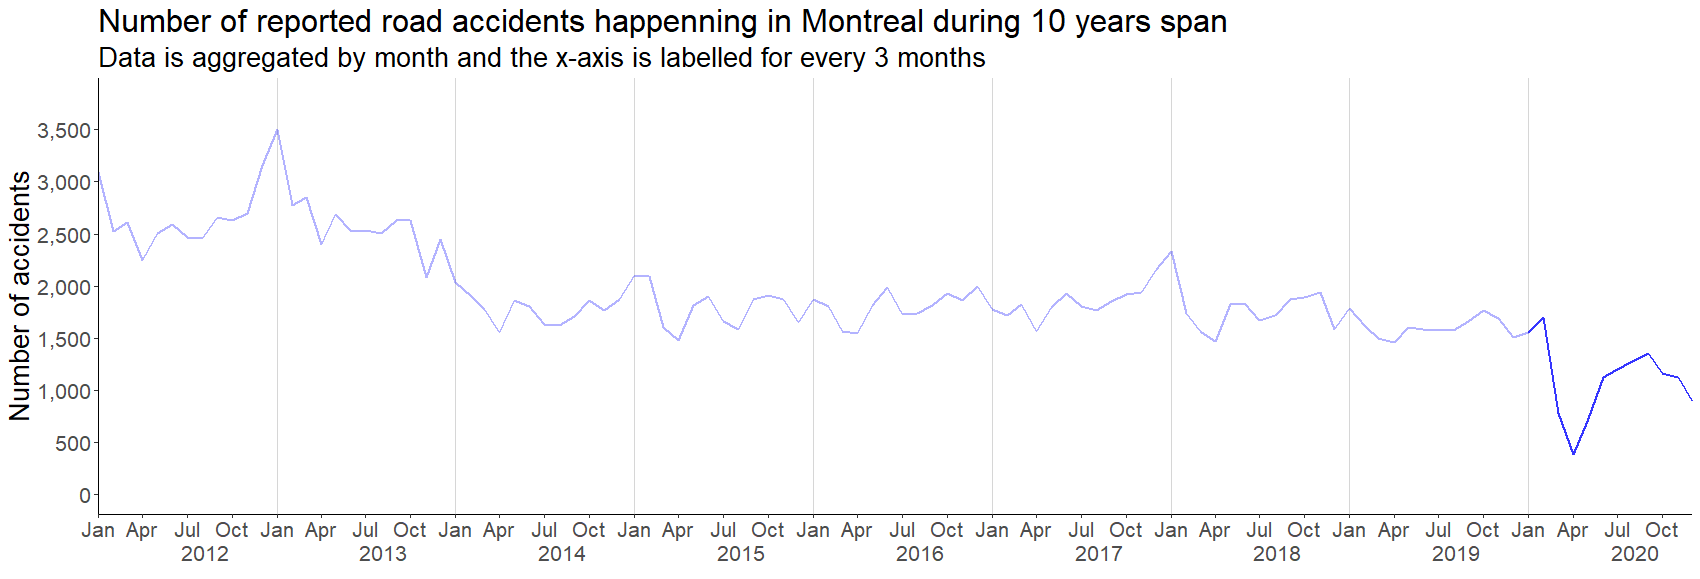 Number of reported road accidents happenning in Montreal during 10 years span
Data is aggregated by month and the x-axis is labelled for every 3 months
Number of accidents
3,500
3,000
2,500
2,000
1,500
1,000
500
0
Jan Apr Jul Oct Jan Apr Jul Oct Jan Apr Jul Oct Jan Apr Jul Oct Jan Apr Jul Oct Jan Apr Jul Oct Jan Apr Jul Oct Jan Apr Jul Oct Jan Apr Jul Oct
2012 2013 2014 2015 2016 2017 2018 2019 2020